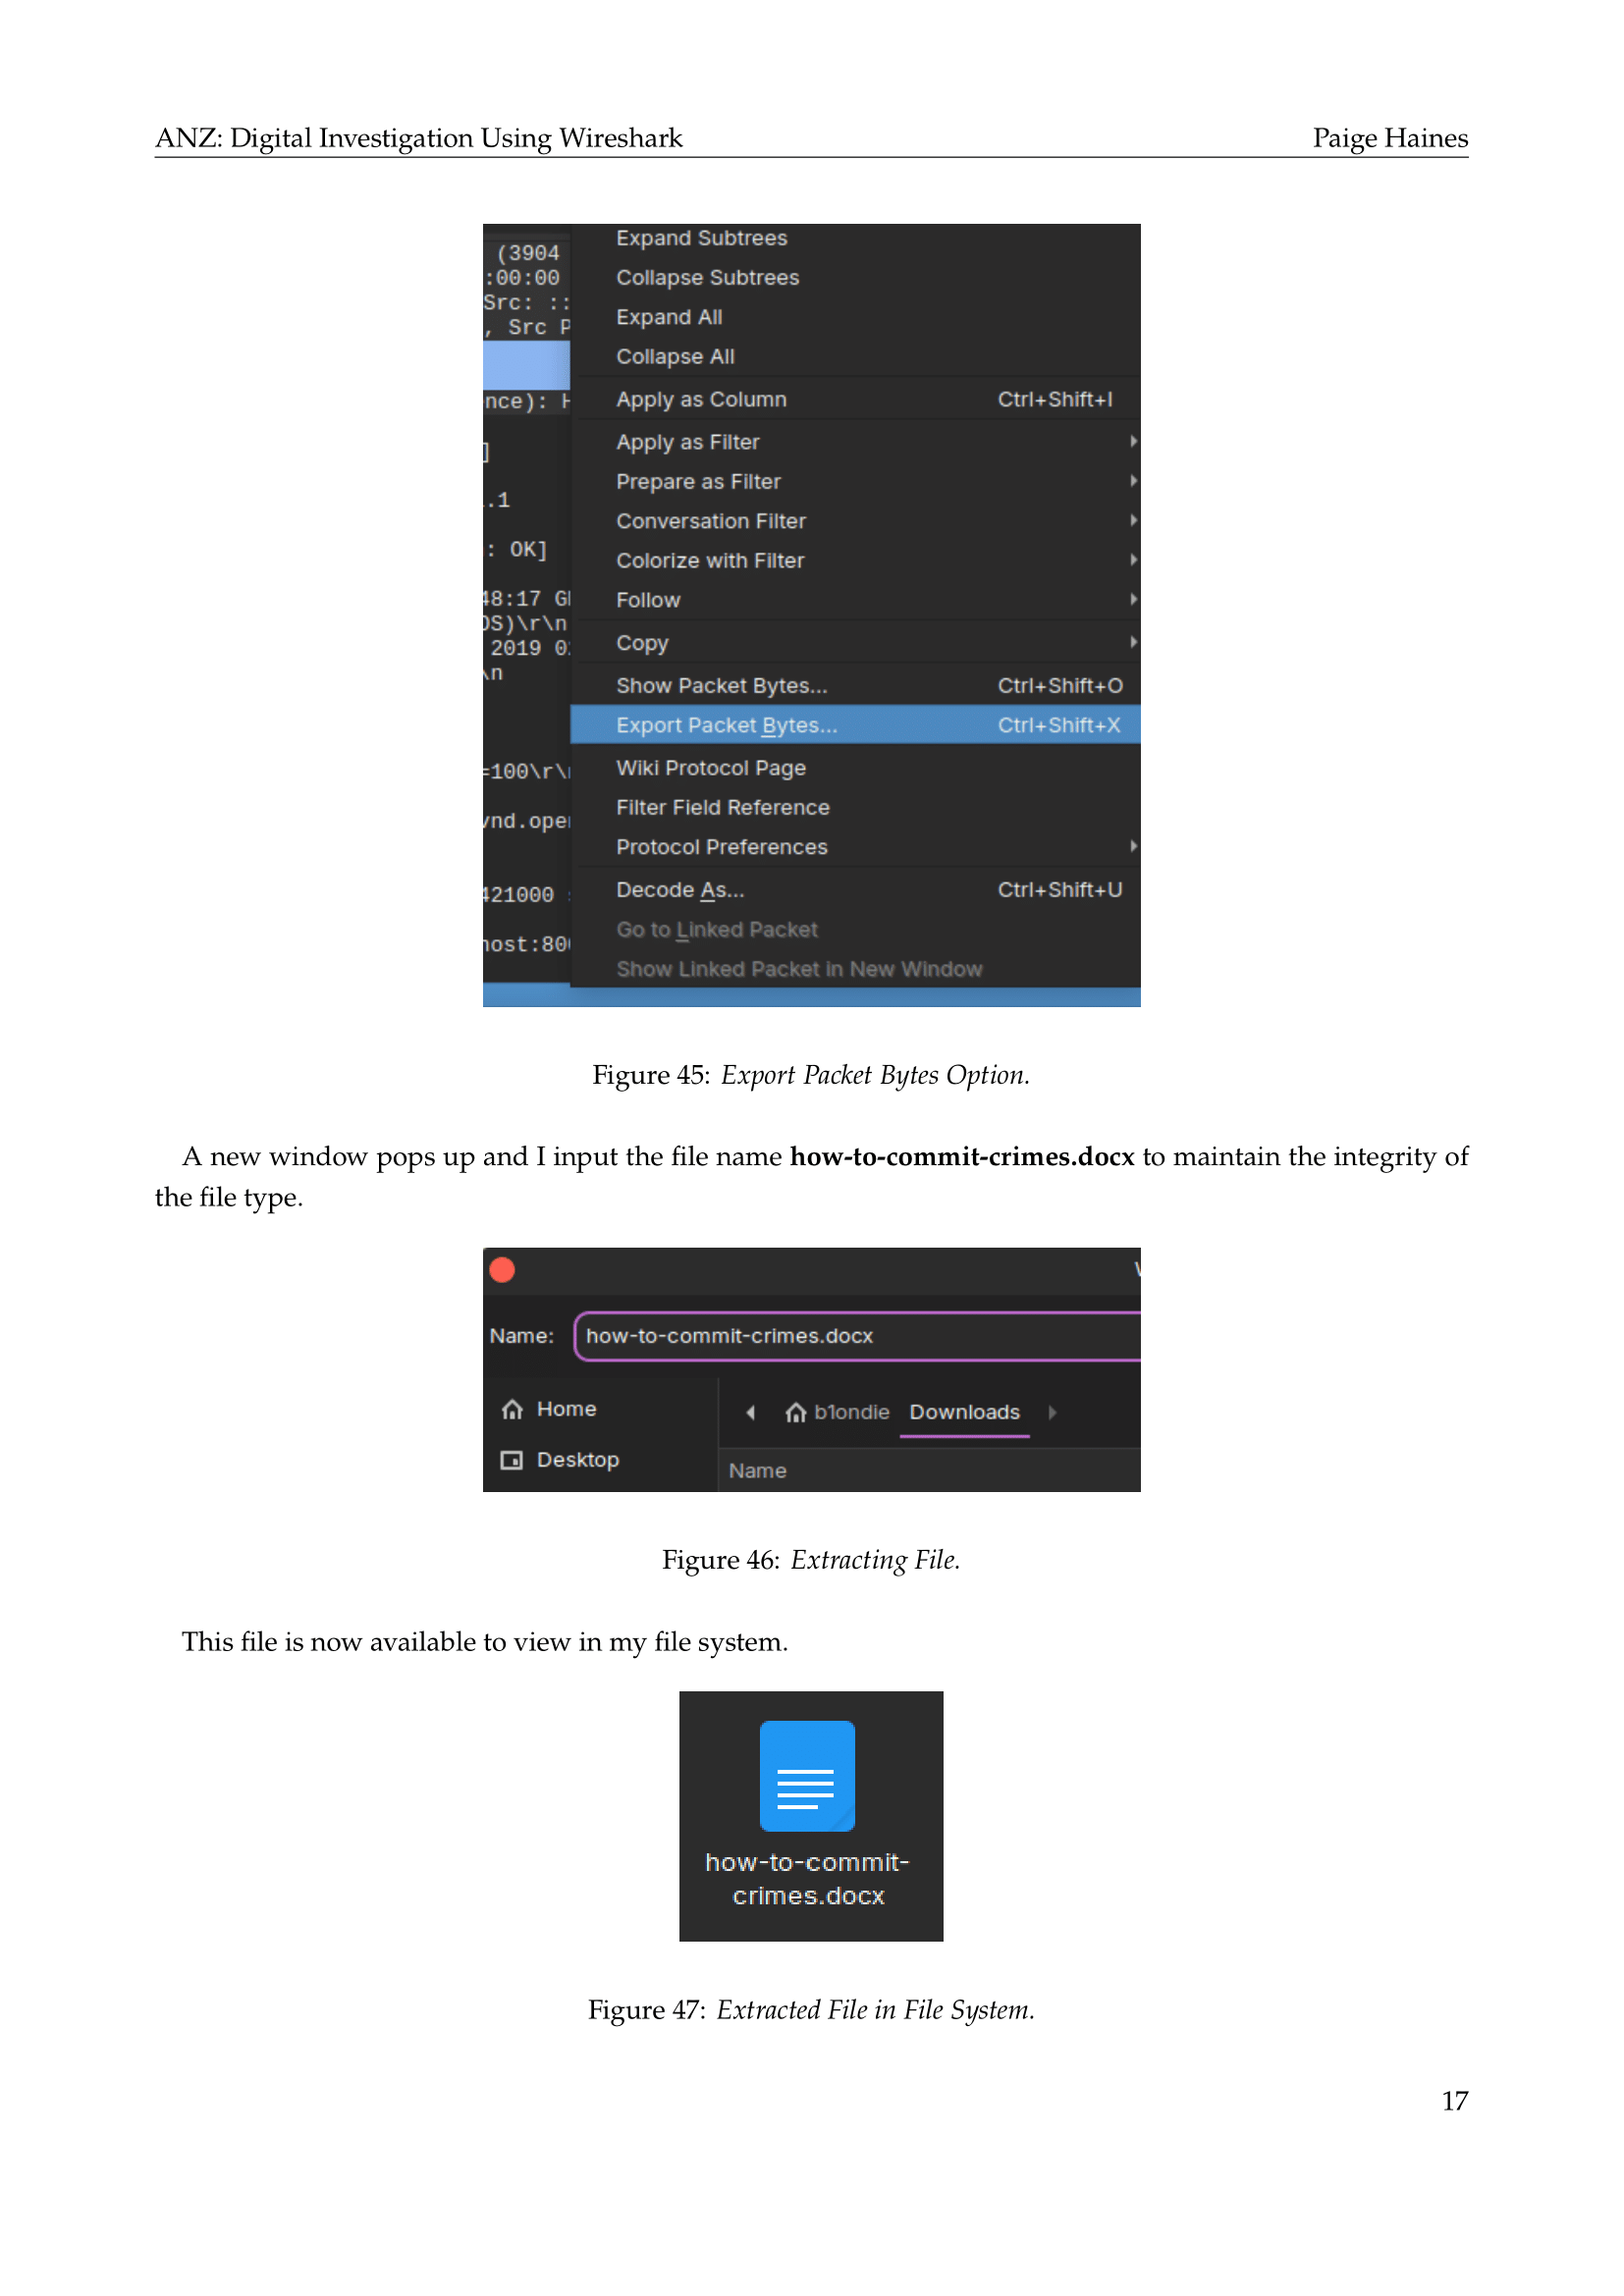 ANZ: Digital Investigation Using Wireshark Paige Haines
Expand Subtrees
(3904
Collapse Subtrees
:00:00
Src: ::
Expand All
, Src P
Collapse All
Apply as Column Ctrl+Shift+I
nce): H
Apply as Filter
]
Prepare as Filter
.1
Conversation Filter
: OK]
Colorize with Filter
48:17 G
Follow
OS)\r\n
2019 0
Copy
\n
Show Packet Bytes... Ctrl+Shift+O
Export Packet Bytes... Ctrl+Shift+X
Wiki Protocol Page
=100\r\
Filter Field Reference
vnd.ope
Protocol Preferences
Decode As... Ctrl+Shift+U
421000
Go to Linked Packet
host:80
Show Linked Packet in New Window
Figure 45: Export Packet Bytes Option.
A new window pops up and I input the file name how-to-commit-crimes.docx to maintain the integrity of
the file type.
Name: how-to-commit-crimes.docx
Home b1ondie Downloads
Desktop
Name
Figure 46: Extracting File.
This file is now available to view in my file system.
how-to-commit-
crimes.docx
Figure 47: Extracted File in File System.
17